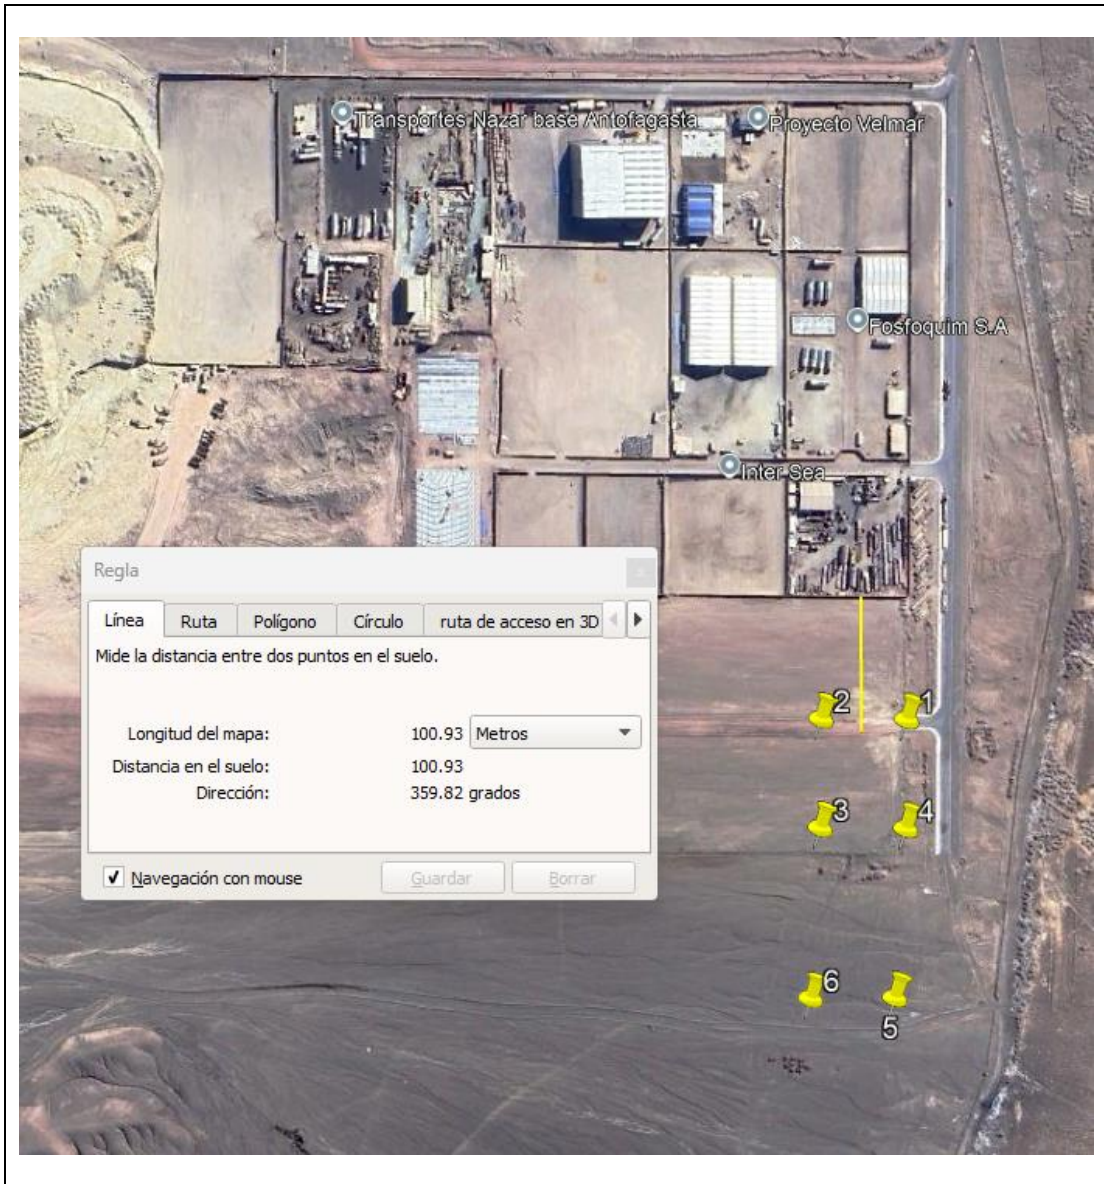 Transportes Nazar base Antofagasta
Proyecto Velmar
Fosfoquim S.A
Inter Sea
Regla
Línea Ruta Polígono Círculo ruta de acceso en 3D
Mide la distancia entre dos puntos en el suelo.
Longitud del mapa: 100.93 Metros
Distancia en el suelo: 100.93
Dirección: 359.82 grados
Navegación con mouse Guardar Borrar
2 1
3 4
6
5